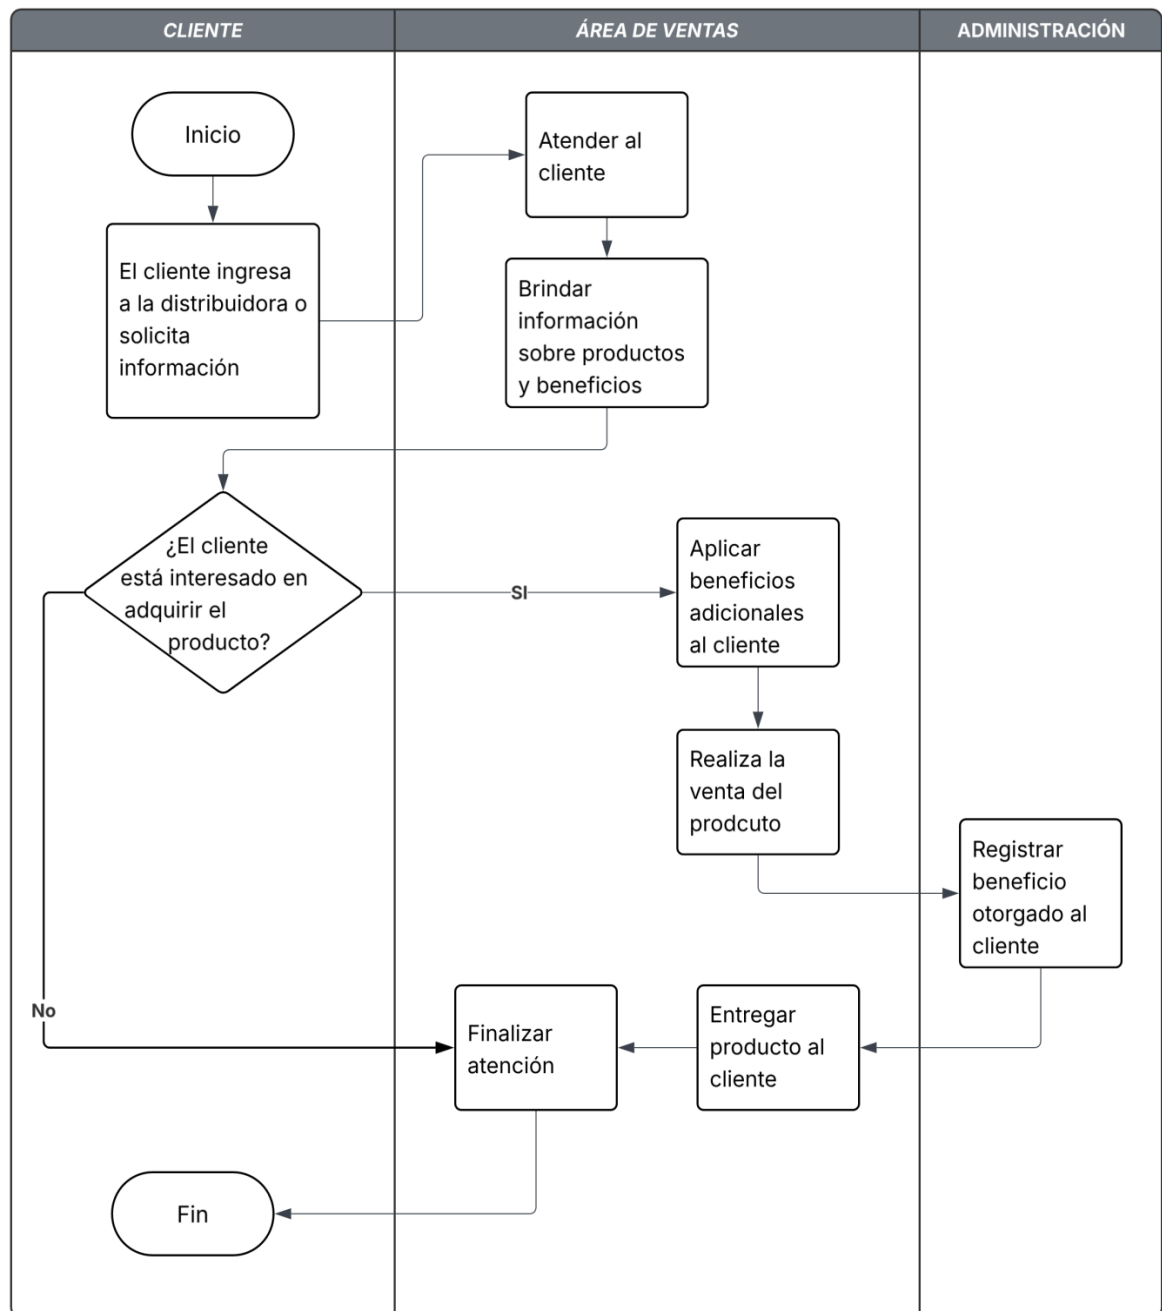 CLIENTE
ÁREA DE VENTAS
ADMINISTRACIÓN
Inicio
Atender al
cliente
El cliente ingresa
a la distribuidora o
solicita
información
Brindar
información
sobre productos
y beneficios
¿El cliente
está interesado en
adquirir el
producto?
SI
Aplicar
beneficios
adicionales
al cliente
Realiza la
venta del
prodcuto
Registrar
beneficio
otorgado al
cliente
No
Finalizar
atención
Entregar
producto al
cliente
Fin